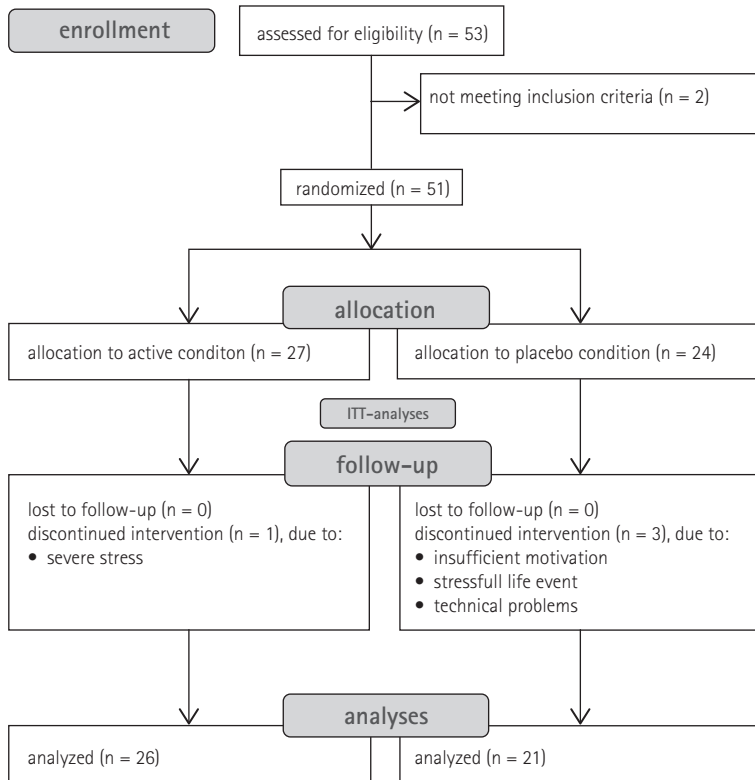 enrollment
assessed for eligibility (n = 53)
not meeting inclusion criteria (n = 2)
randomized (n = 51)
allocation
allocation to active conditon (n = 27)
allocation to placebo condition (n = 24)
ITT-analyses
follow-up
lost to follow-up (n = 0)
discontinued intervention (n = 1), due to:
• severe stress
lost to follow-up (n = 0)
discontinued intervention (n = 3), due to:
• insufficient motivation
• stressfull life event
• technical problems
analyses
analyzed (n = 26)
analyzed (n = 21)